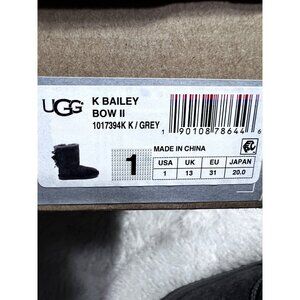 UGG
K BAILEY
BOW II
1017394K K / GREY
1 90108 78644 6
MADE IN CHINA
1
USA UK EU JAPAN
1 13 31 20.0